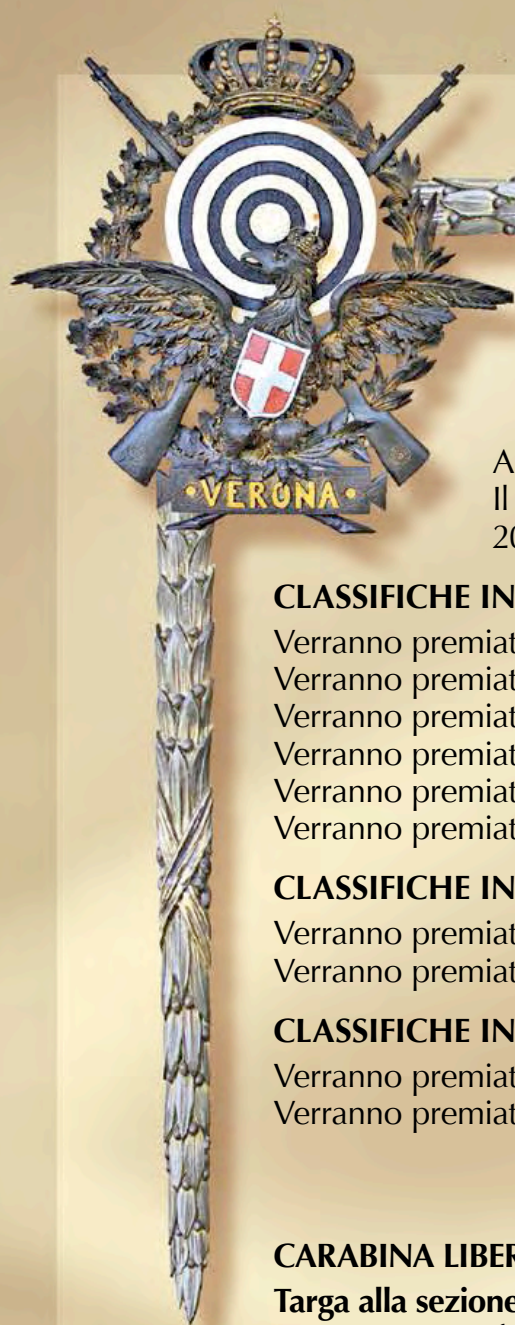 ·VERONA·
A
Il
20
CLASSIFICHE IN
Verranno premiat
Verranno premiat
Verranno premiat
Verranno premiat
Verranno premiat
Verranno premiat
CLASSIFICHE IN
Verranno premiat
Verranno premiat
CLASSIFICHE IN
Verranno premiat
Verranno premiat
CARABINA LIBER
Targa alla sezione